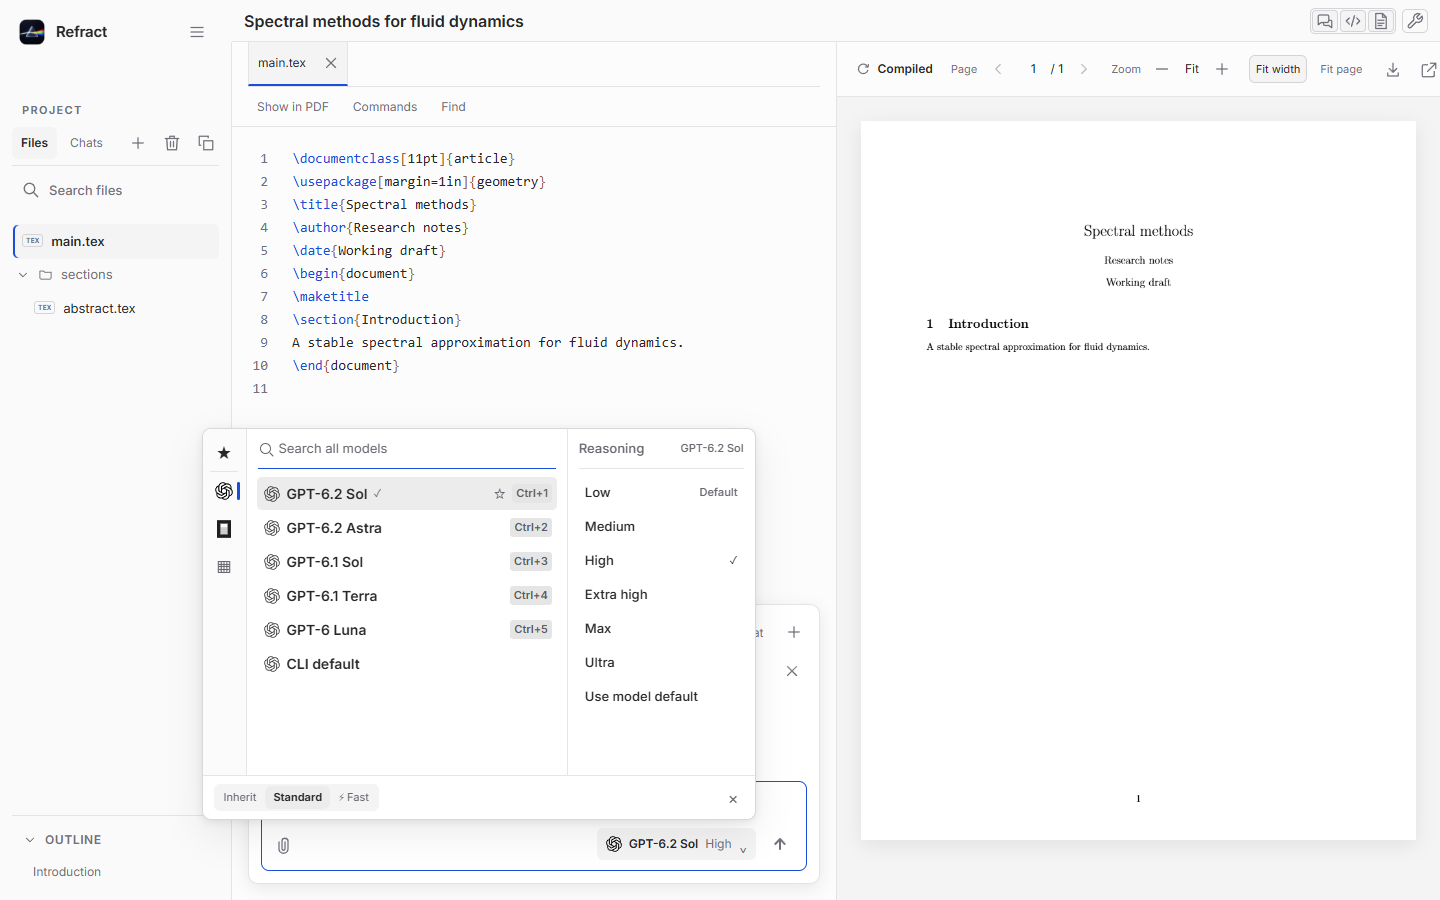 Refract
Spectral methods for fluid dynamics
PROJECT
Files Chats
Search files
TEX main.tex
sections
TEX abstract.tex
OUTLINE
Introduction
main.tex
Show in PDF Commands Find
1 \documentclass[11pt]{article}
2 \usepackage[margin=1in]{geometry}
3 \title{Spectral methods}
4 \author{Research notes}
5 \date{Working draft}
6 \begin{document}
7 \maketitle
8 \section{Introduction}
9 A stable spectral approximation for fluid dynamics.
10 \end{document}
11
Search all models
GPT-6.2 Sol ✓ Ctrl+1
GPT-6.2 Astra Ctrl+2
GPT-6.1 Sol Ctrl+3
GPT-6.1 Terra Ctrl+4
GPT-6 Luna Ctrl+5
CLI default
Reasoning GPT-6.2 Sol
Low Default
Medium
High ✓
Extra high
Max
Ultra
Use model default
Inherit Standard Fast
at
GPT-6.2 Sol High
Compiled Page 1 / 1 Zoom Fit Fit width Fit page
Spectral methods
Research notes
Working draft
1 Introduction
A stable spectral approximation for fluid dynamics.
1